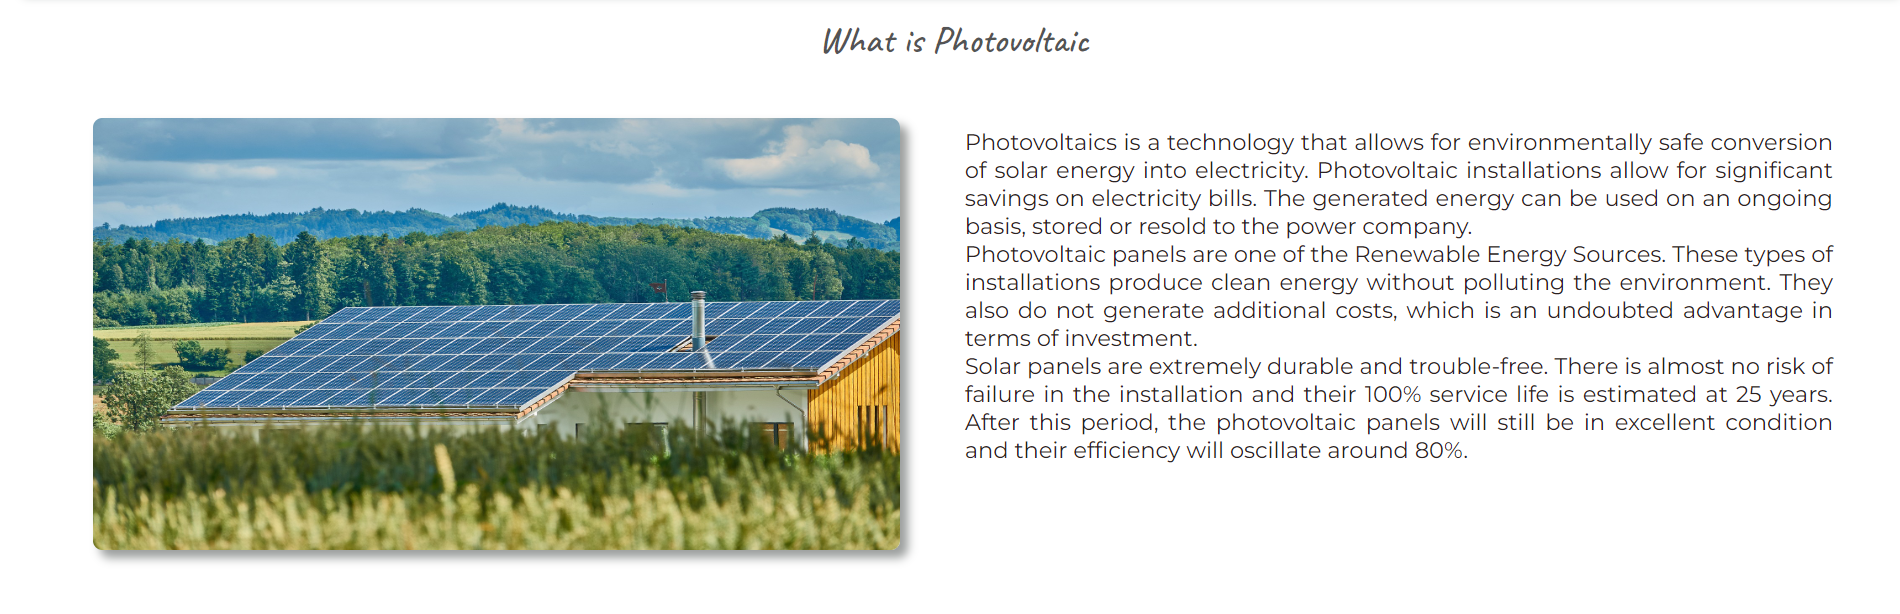 What is Photovoltaic
Photovoltaics is a technology that allows for environmentally safe conversion
of solar energy into electricity. Photovoltaic installations allow for significant
savings on electricity bills. The generated energy can be used on an ongoing
basis, stored or resold to the power company.
Photovoltaic panels are one of the Renewable Energy Sources. These types of
installations produce clean energy without polluting the environment. They
also do not generate additional costs, which is an undoubted advantage in
terms of investment.
Solar panels are extremely durable and trouble-free. There is almost no risk of
failure in the installation and their 100% service life is estimated at 25 years.
After this period, the photovoltaic panels will still be in excellent condition
and their efficiency will oscillate around 80%.